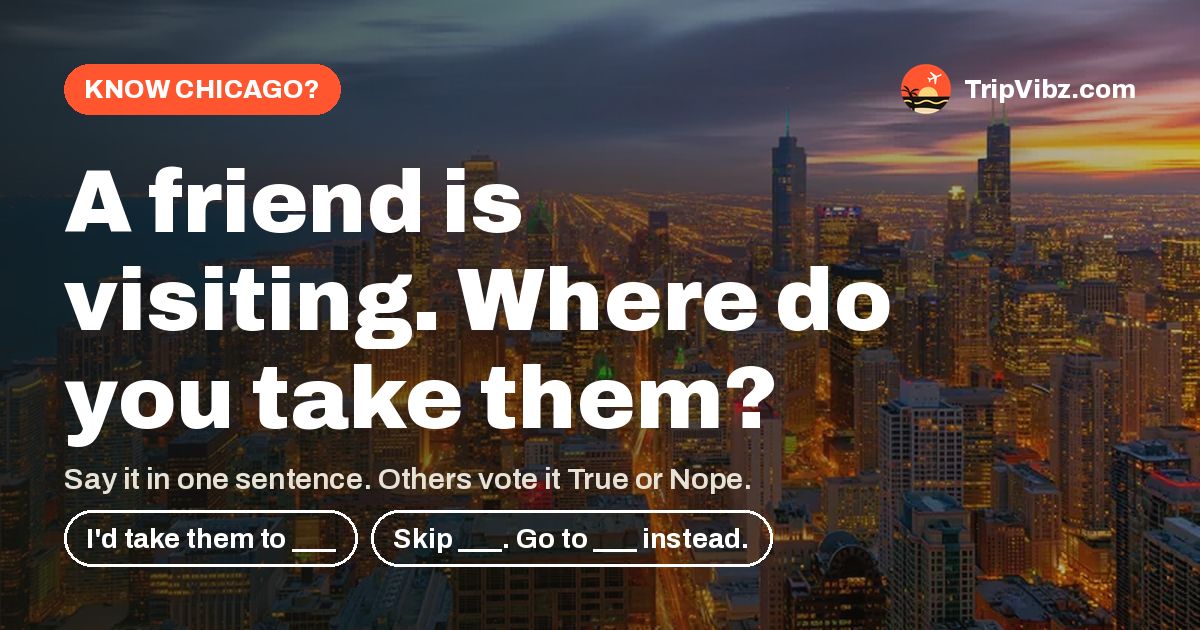 KNOW CHICAGO?
TripVibz.com
A friend is
visiting. Where do
you take them?
Say it in one sentence. Others vote it True or Nope.
I'd take them to ___
Skip ___. Go to ___ instead.